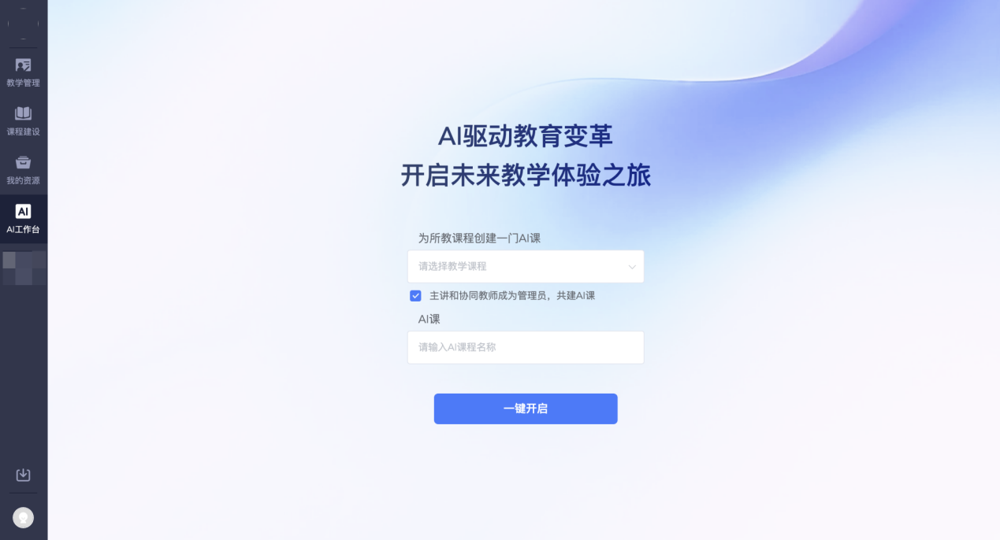 教学管理
课程建设
我的资源
AI
AI工作台
AI驱动教育变革
开启未来教学体验之旅
为所教课程创建一门AI课
请选择教学课程
主讲和协同教师成为管理员，共建AI课
AI课
请输入AI课程名称
一键开启